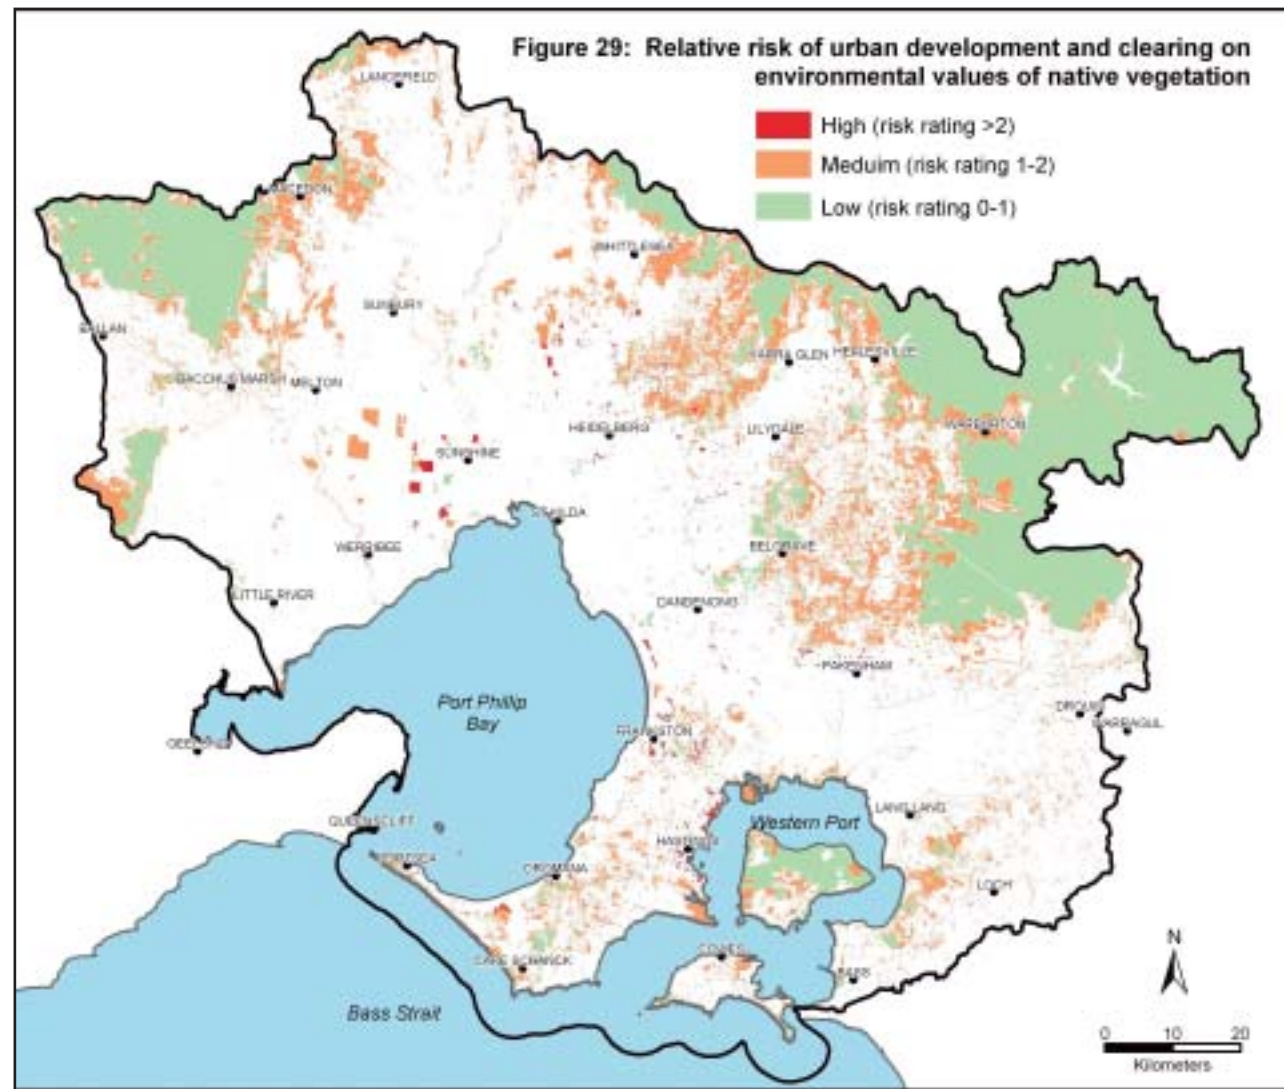 Figure 29: Relative risk of urban development and clearing on
environmental values of native vegetation
High (risk rating >2)
Meduim (risk rating 1-2)
Low (risk rating 0-1)
LANCEFIELD
MACEDON
WHITTLESEA
SUNBURY
BALLAN
YARRA GLEN
HEALESVILLE
BACCHUS MARSH
MELTON
HEIDELBERG
LILYDALE
WARBURTON
SUNSHINE
ST KILDA
WERRIBEE
BELGRAVE
LITTLE RIVER
DANDENONG
PAKENHAM
Port Phillip
Bay
DROUIN
WARRAGUL
GEELONG
FRANKSTON
LANG LANG
Western Port
QUEENSCLIFF
HASTINGS
PORTSEA
DROMANA
LOCH
N
COWES
CAPE SCHANCK
BASS
Bass Strait
0 10 20
Kilometers